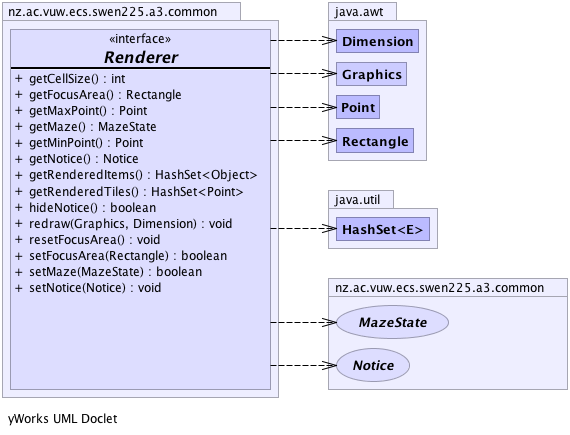 nz.ac.vuw.ecs.swen225.a3.common
«interface»
Renderer
+ getCellSize() : int
+ getFocusArea() : Rectangle
+ getMaxPoint() : Point
+ getMaze() : MazeState
+ getMinPoint() : Point
+ getNotice() : Notice
+ getRenderedItems() : HashSet<Object>
+ getRenderedTiles() : HashSet<Point>
+ hideNotice() : boolean
+ redraw(Graphics, Dimension) : void
+ resetFocusArea() : void
+ setFocusArea(Rectangle) : boolean
+ setMaze(MazeState) : boolean
+ setNotice(Notice) : void
java.awt
Dimension
Graphics
Point
Rectangle
java.util
HashSet<E>
nz.ac.vuw.ecs.swen225.a3.common
MazeState
Notice
yWorks UML Doclet